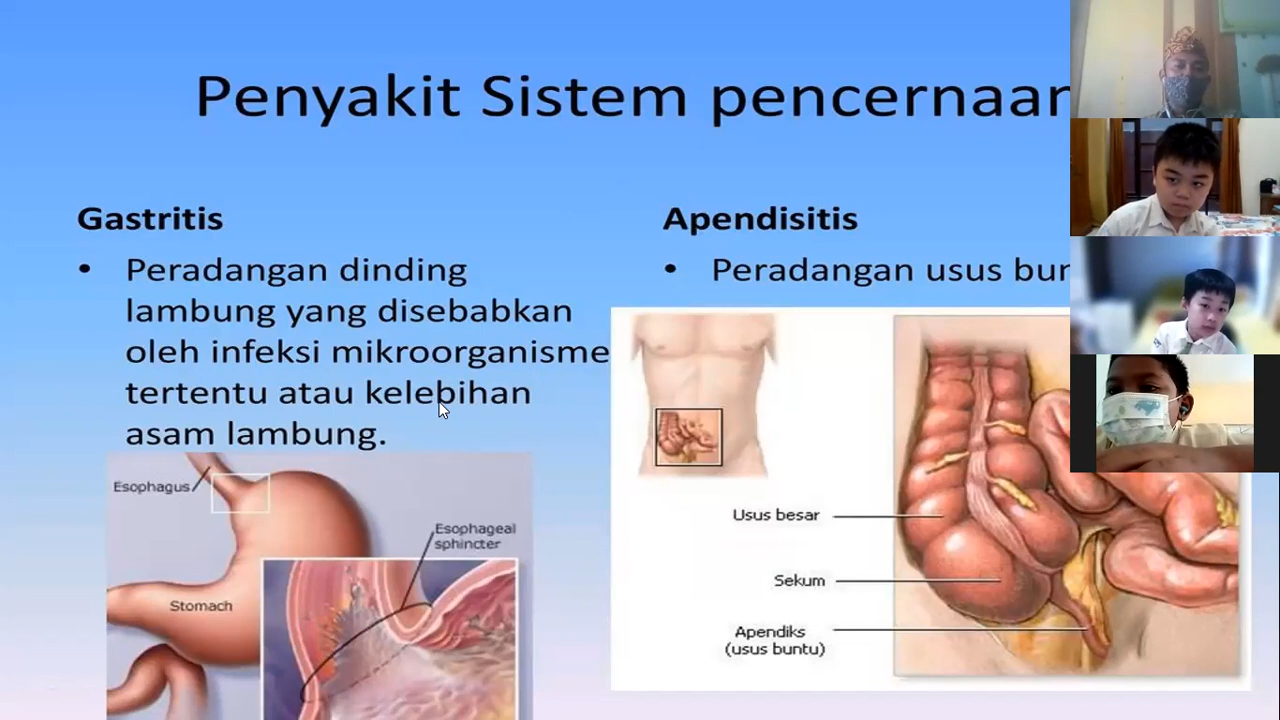 Penyakit Sistem pencernaan
Gastritis
• Peradangan dinding
lambung yang disebabkan
oleh infeksi mikroorganisme
tertentu atau kelebihan
asam lambung.
Esophagus
Esophageal
sphincter
Stomach
Apendisitis
• Peradangan usus
Usus besar
Sekum
Apendiks
(usus buntu)